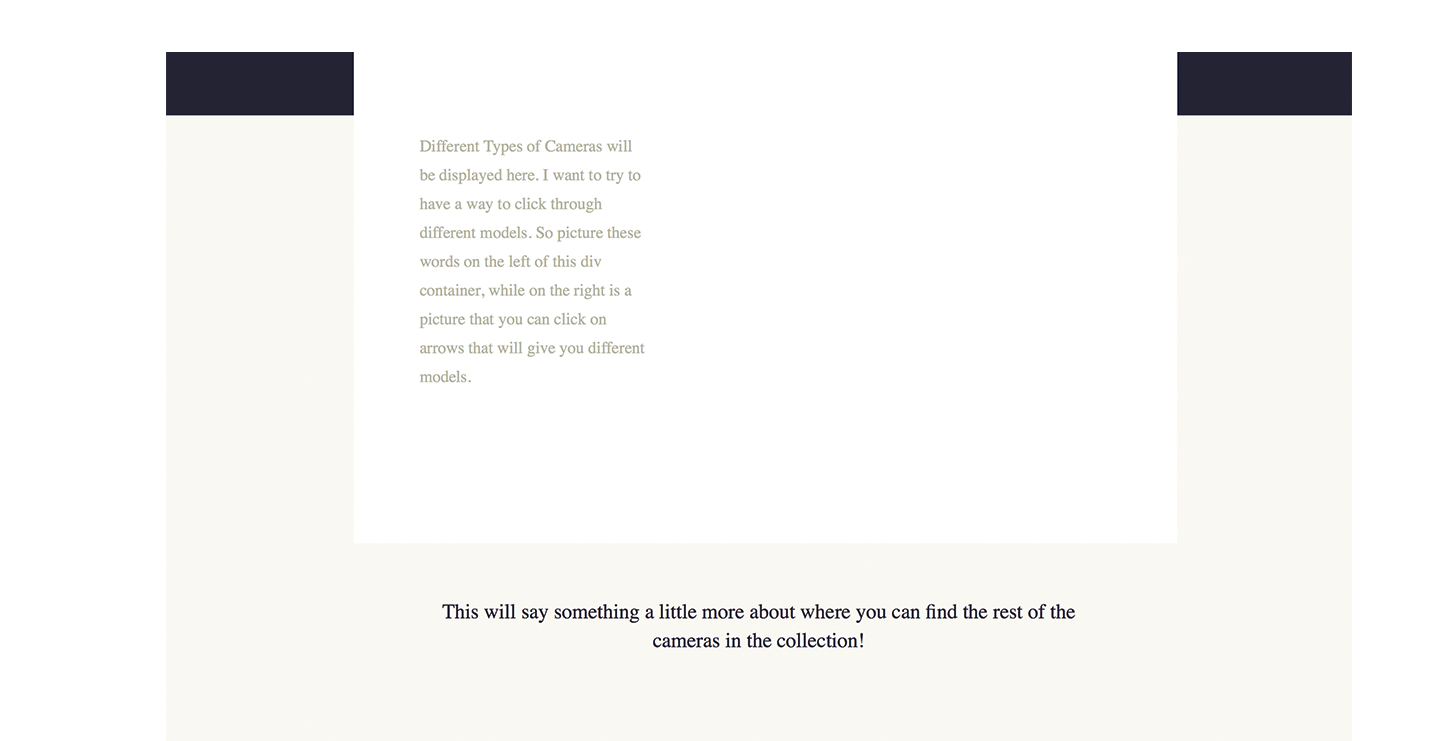 Different Types of Cameras will
be displayed here. I want to try to
have a way to click through
different models. So picture these
words on the left of this div
container, while on the right is a
picture that you can click on
arrows that will give you different
models.
This will say something a little more about where you can find the rest of the
cameras in the collection!